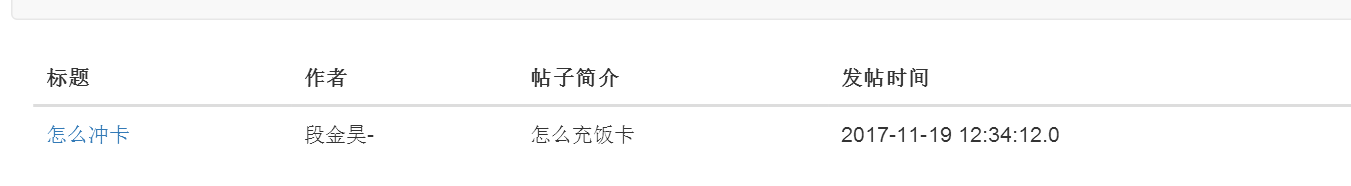 标题 作者 帖子简介 发帖时间
怎么冲卡 段金昊- 怎么充饭卡 2017-11-19 12:34:12.0